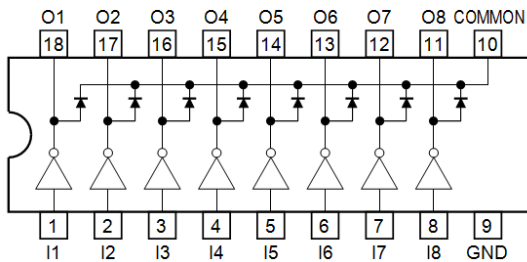 O1 O2 O3 O4 O5 O6 O7 O8 COMMON
18 17 16 15 14 13 12 11 10
1 2 3 4 5 6 7 8 9
I1 I2 I3 I4 I5 I6 I7 I8 GND